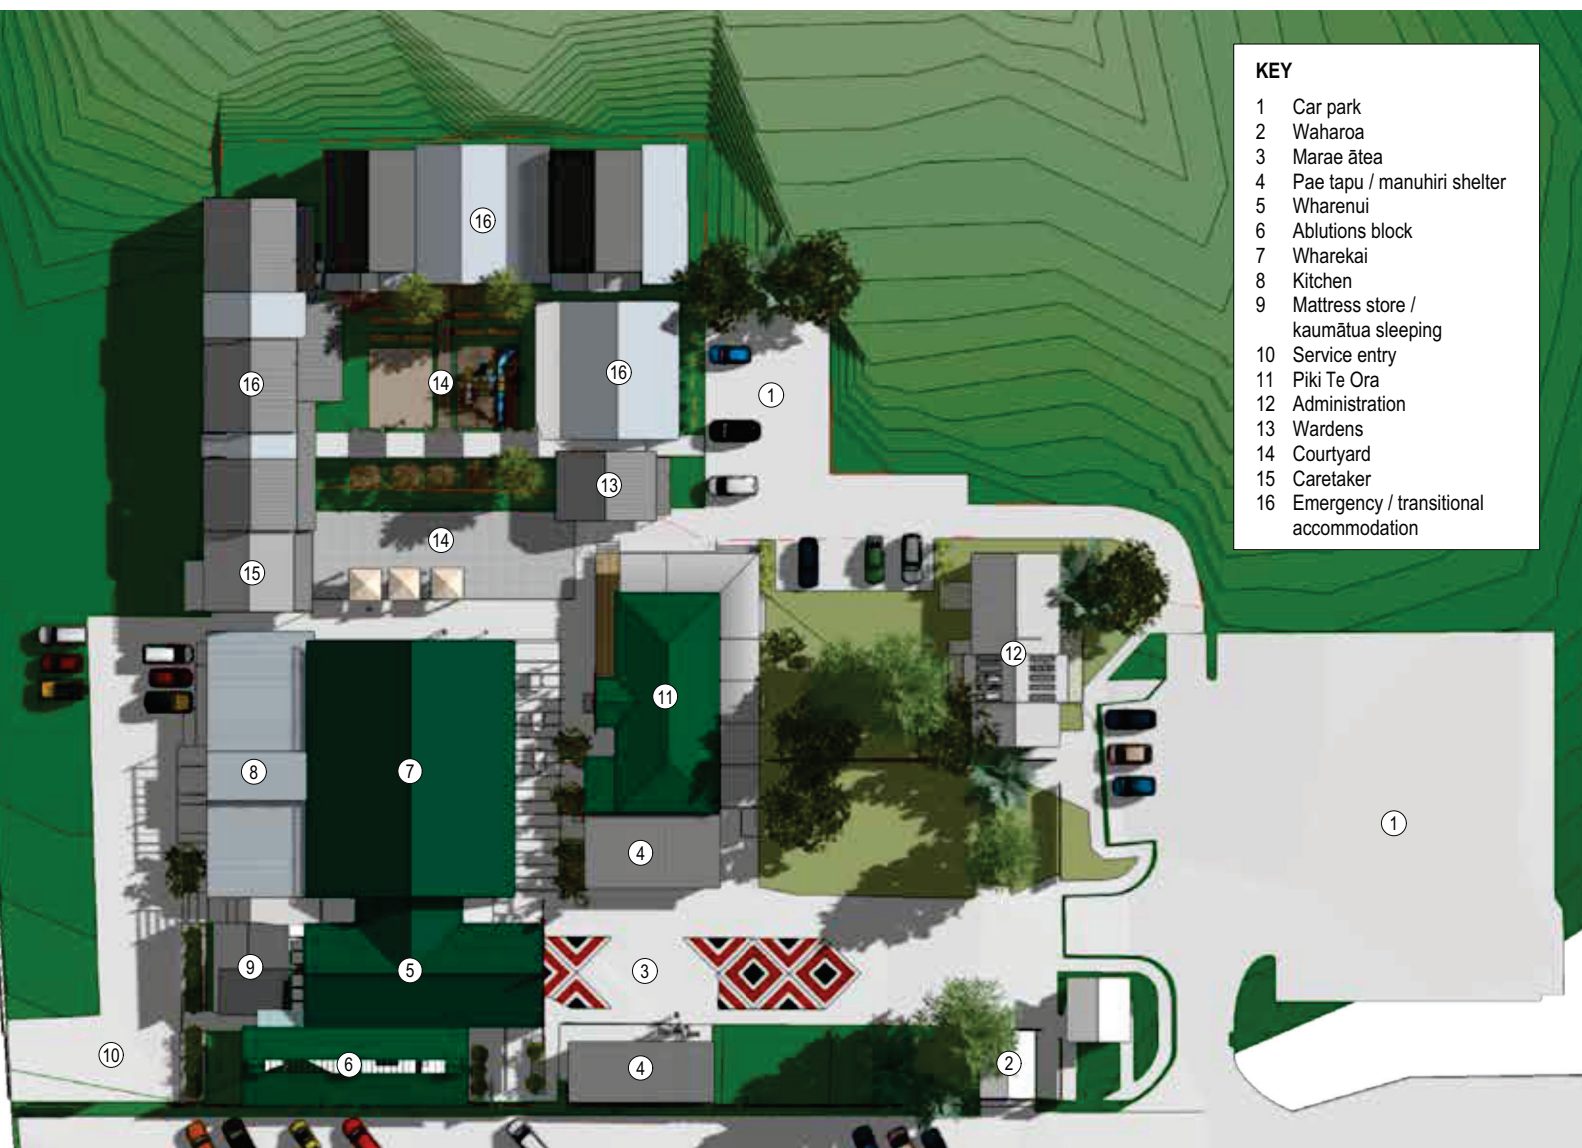 KEY
1 Car park
2 Waharoa
3 Marae ātea
4 Pae tapu / manuhiri shelter
5 Wharenui
6 Ablutions block
7 Wharekai
8 Kitchen
9 Mattress store /
kaumātua sleeping
10 Service entry
11 Piki Te Ora
12 Administration
13 Wardens
14 Courtyard
15 Caretaker
16 Emergency / transitional
accommodation
16
16
14
16
1
13
14
15
12
11
8
7
1
4
9
5
3
10
6
4
2